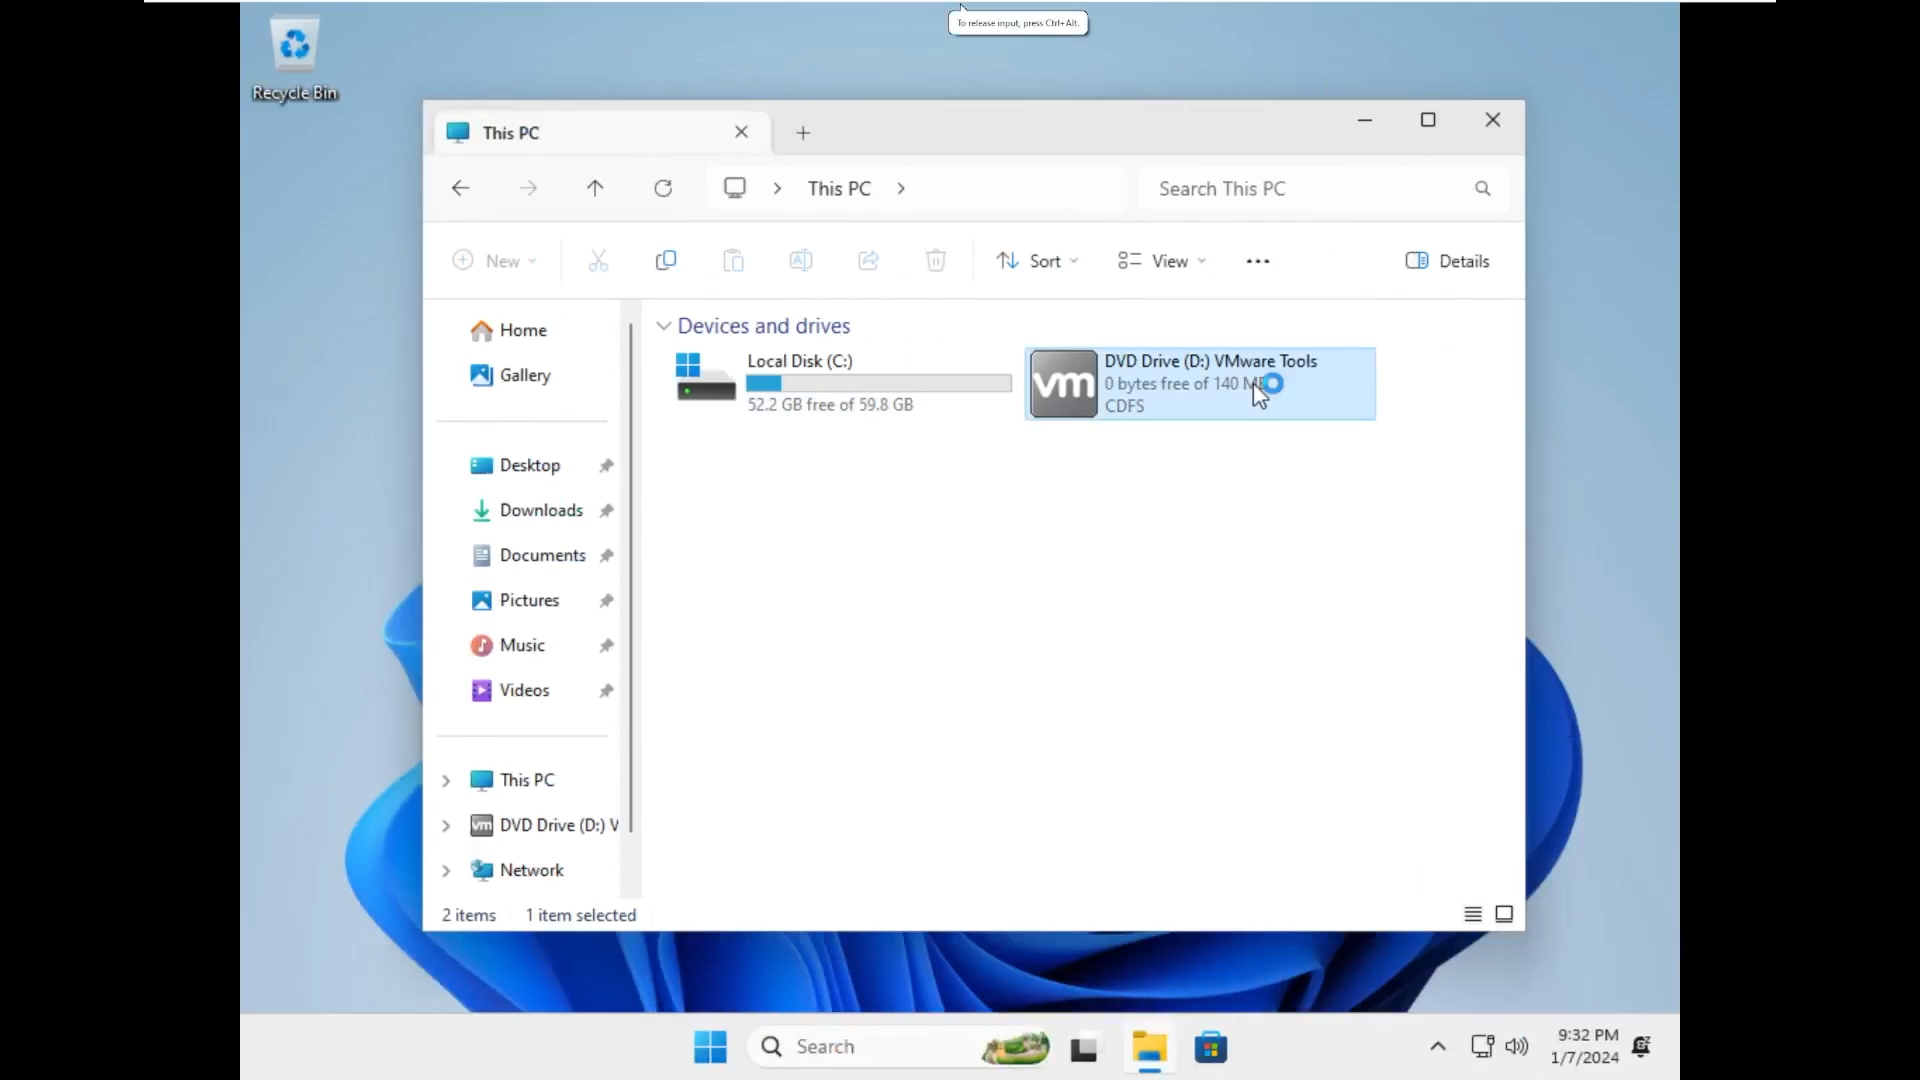 To release input, press Ctrl+Alt.
Recycle Bin
This PC
This PC
Search This PC
New
Sort
View
Details
Home
Gallery
Desktop
Downloads
Documents
Pictures
Music
Videos
This PC
DVD Drive (D:) V
Network
Devices and drives
Local Disk (C:)
52.2 GB free of 59.8 GB
vm
DVD Drive (D:) VMware Tools
0 bytes free of 140 MB
CDFS
2 items
1 item selected
Search
9:32 PM
1/7/2024